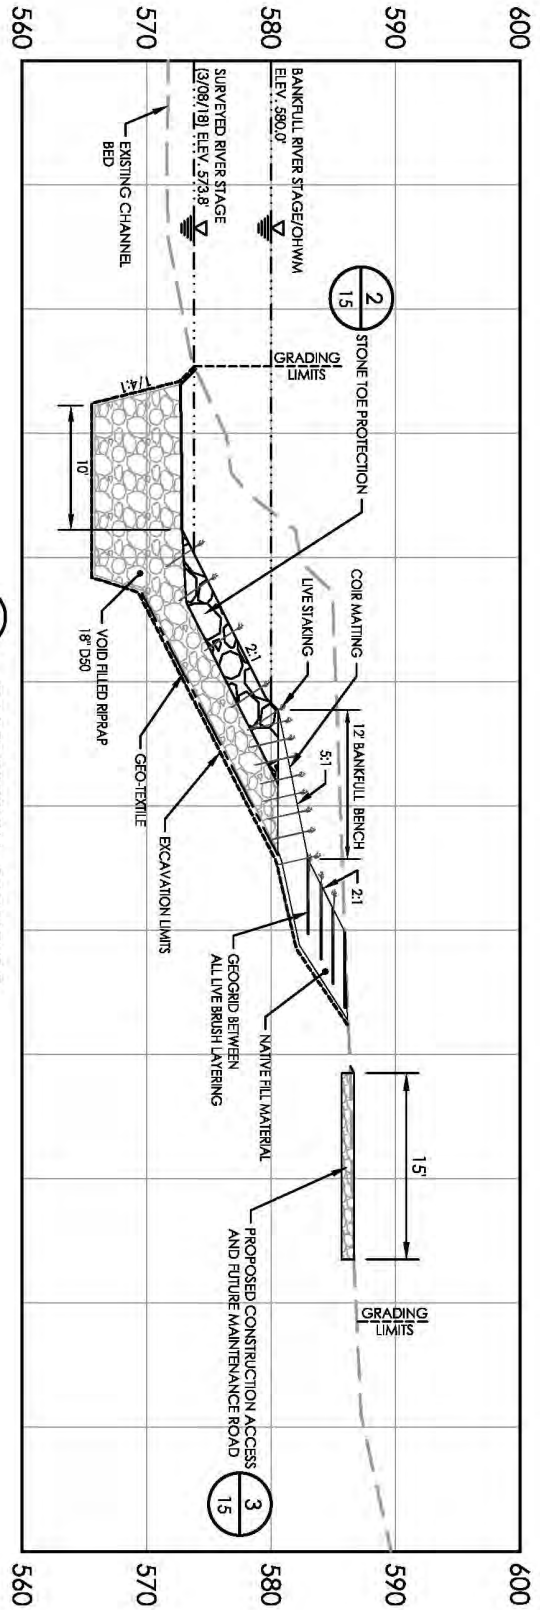 600
590
580
570
560
BANKFULL RIVER STAGE/OHWM
ELEV. 580.0'
SURVEYED RIVER STAGE
(3/08/18) ELEV. 573.8'
EXISTING CHANNEL
BED
2
15
STONE TOE PROTECTION
GRADING
LIMITS
1/4:1
10'
VOID FILLED RIPRAP
18" D50
GEO-TEXTILE
EXCAVATION LIMITS
COIR MATTING
LIVE STAKING
2:1
12' BANKFULL BENCH
5:1
2:1
GEOGRID BETWEEN
ALL LIVE BRUSH LAYERING
NATIVE FILL MATERIAL
15'
PROPOSED CONSTRUCTION ACCESS
AND FUTURE MAINTENANCE ROAD
3
15
GRADING
LIMITS
600
590
580
570
560